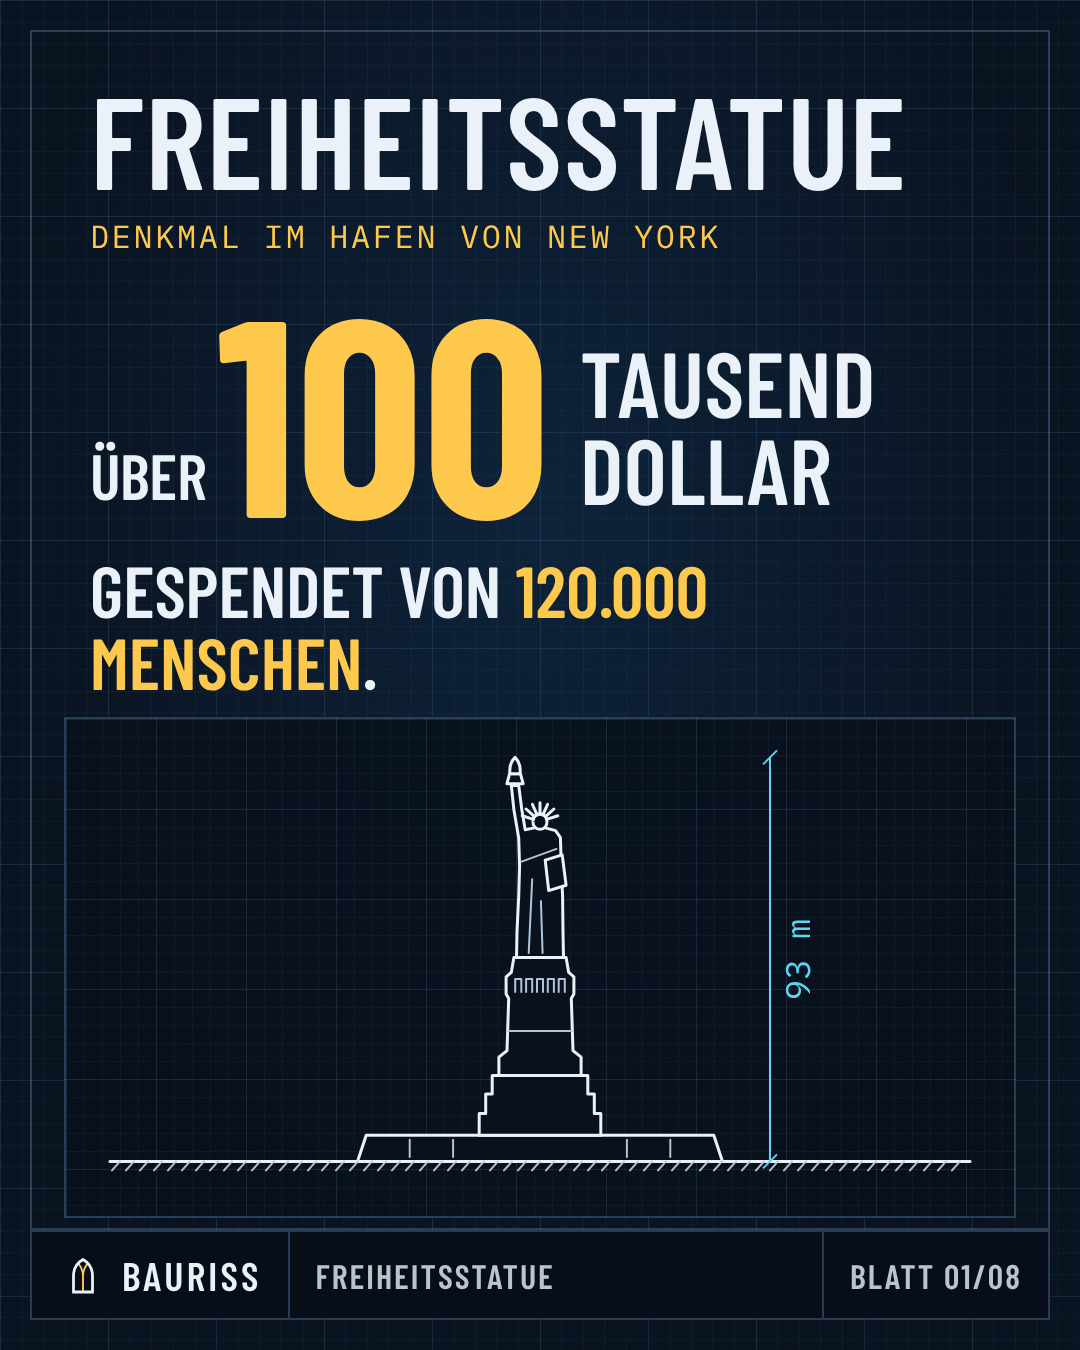 FREIHEITSSTATUE
DENKMAL IM HAFEN VON NEW YORK
ÜBER 100 TAUSEND
DOLLAR
GESPENDET VON 120.000
MENSCHEN.
93 m
BAURISS
FREIHEITSSTATUE
BLATT 01/08